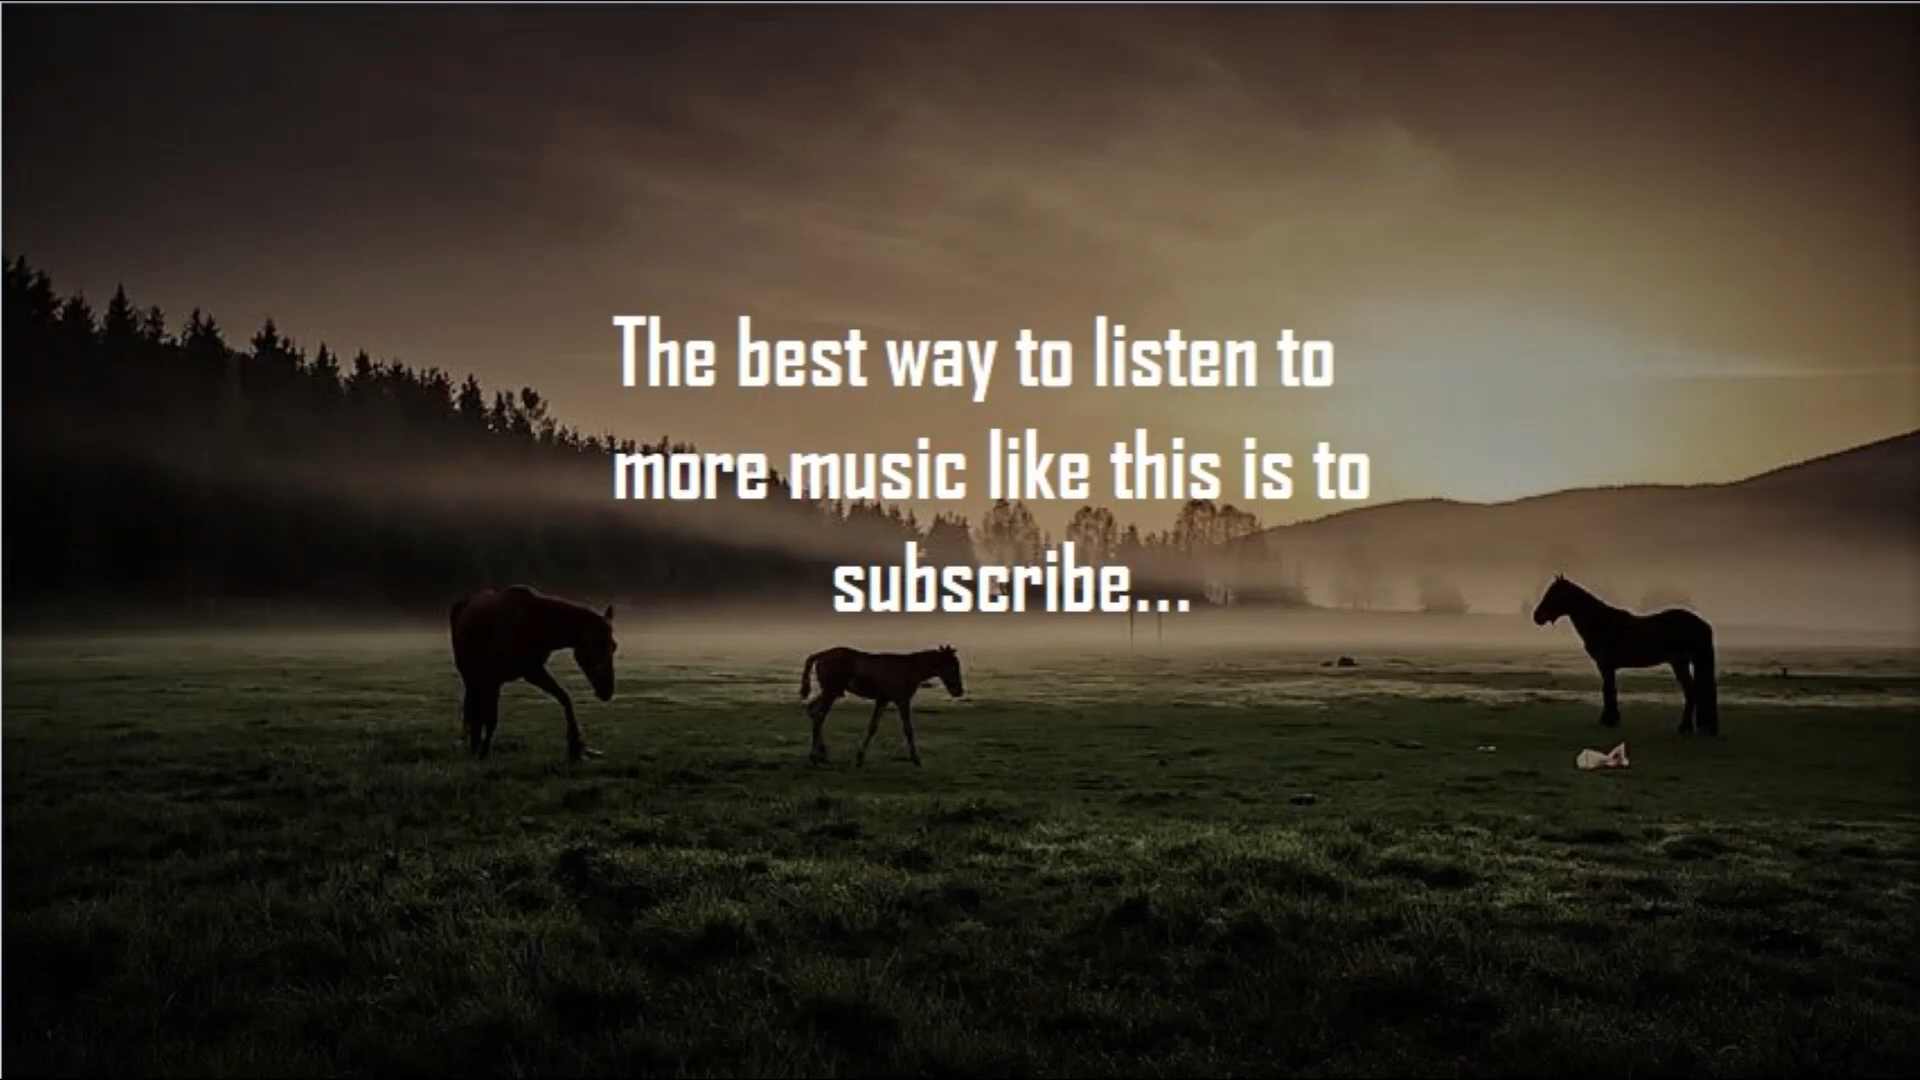 The best way to listen to
more music like this is to
subscribe...